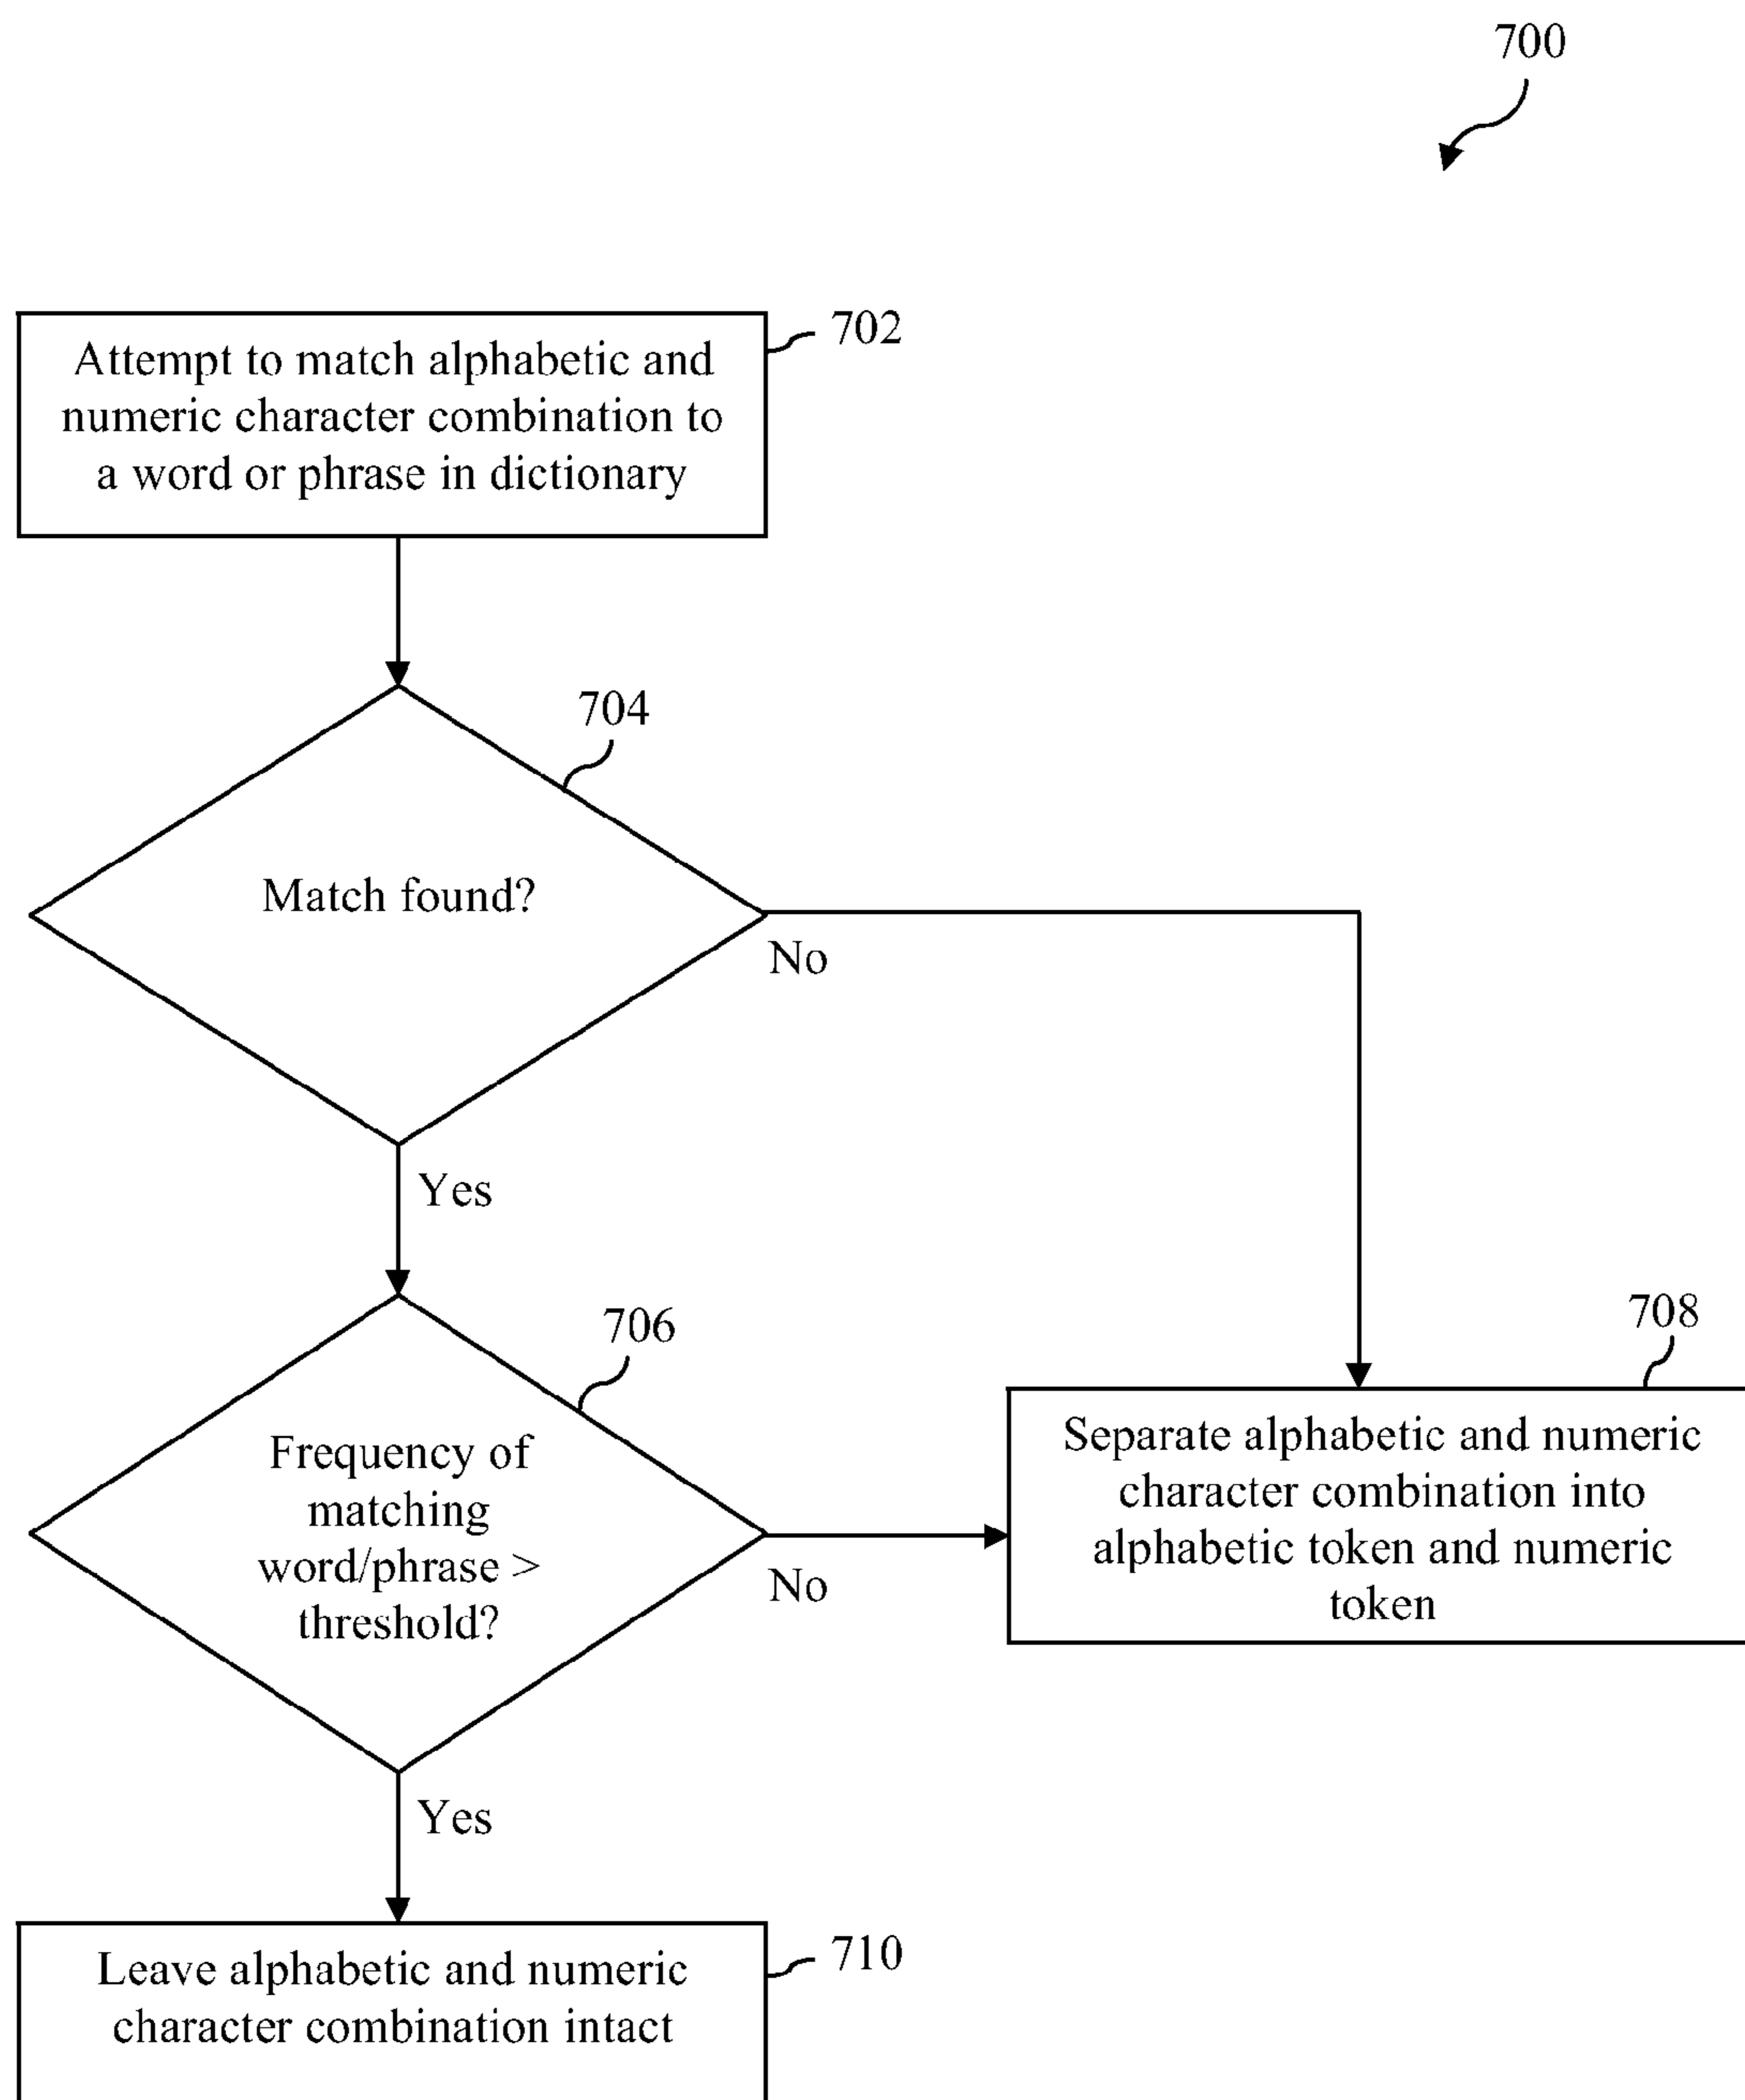 700
702
Attempt to match alphabetic and
numeric character combination to
a word or phrase in dictionary
704
Match found?
No
Yes
706
708
Frequency of
matching
word/phrase >
threshold?
No
Separate alphabetic and numeric
character combination into
alphabetic token and numeric
token
Yes
710
Leave alphabetic and numeric
character combination intact